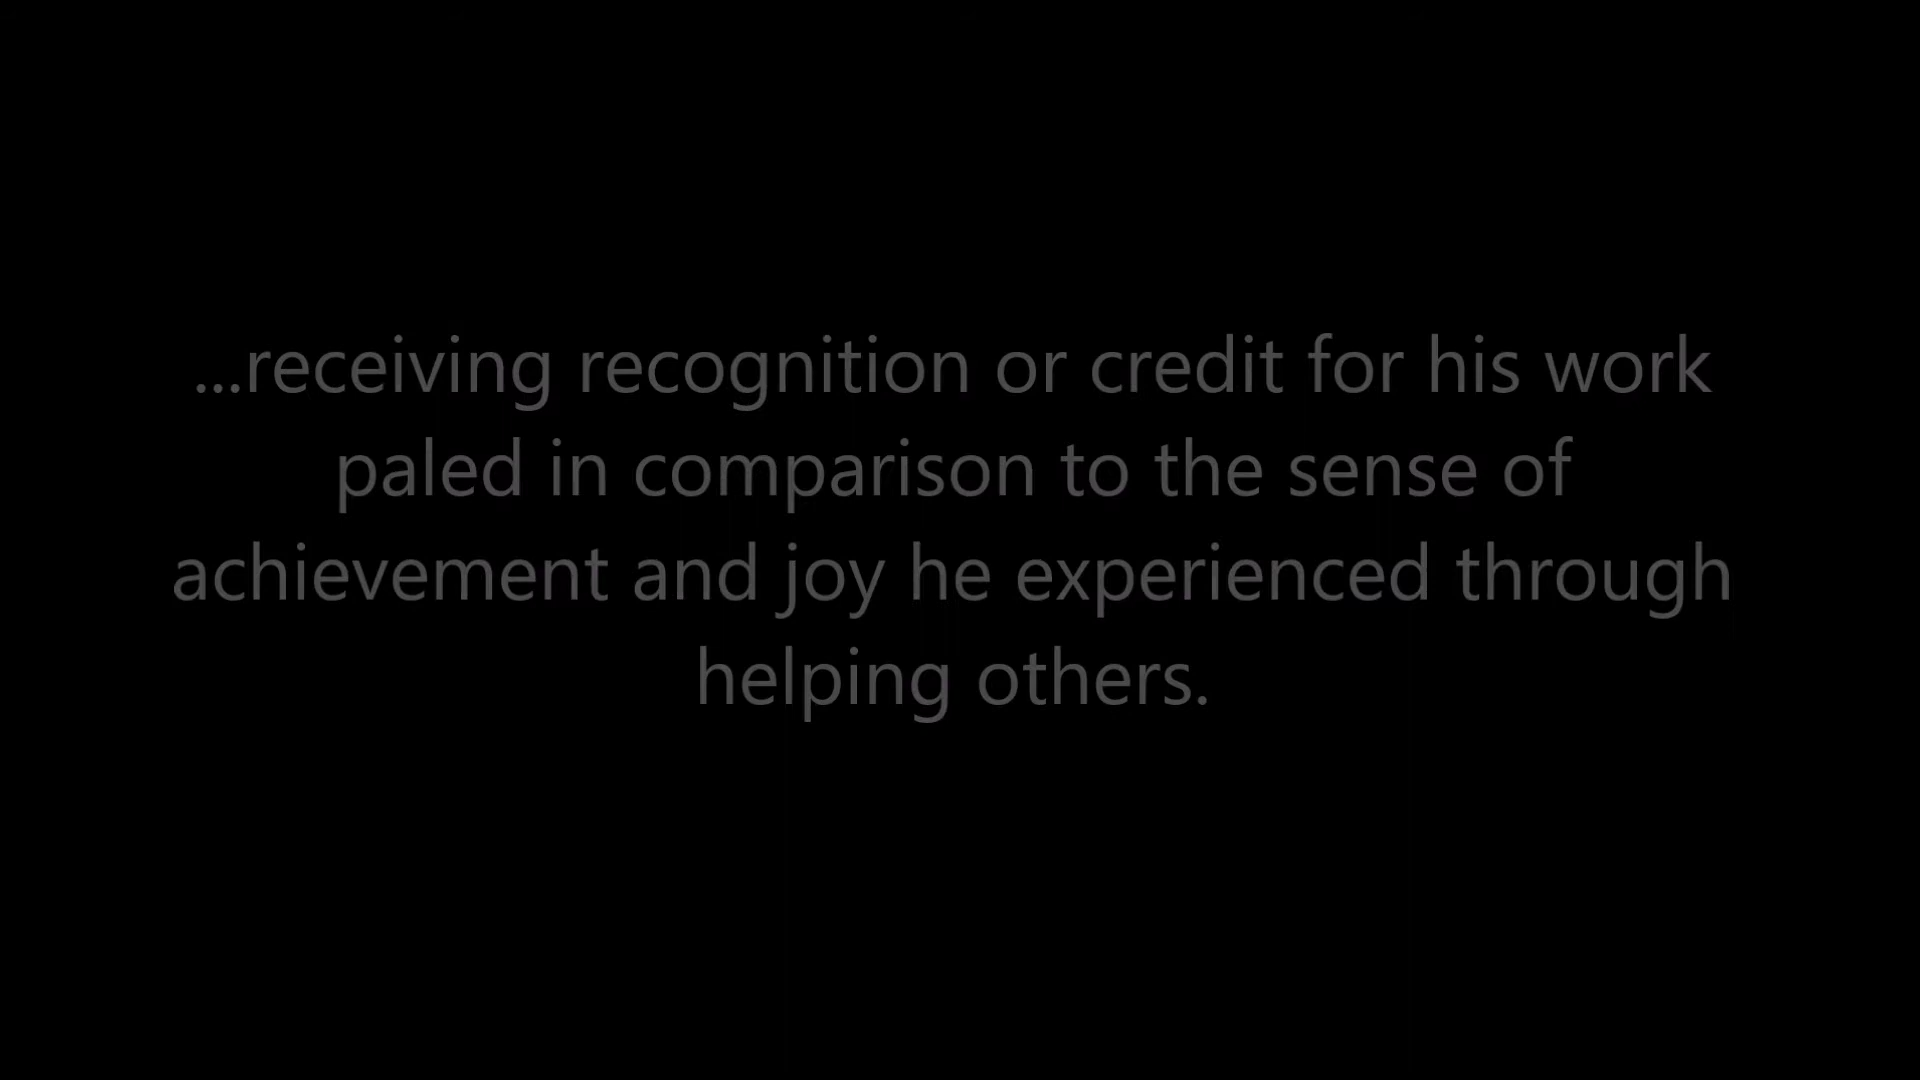 ...receiving recognition or credit for his work
paled in comparison to the sense of
achievement and joy he experienced through
helping others.